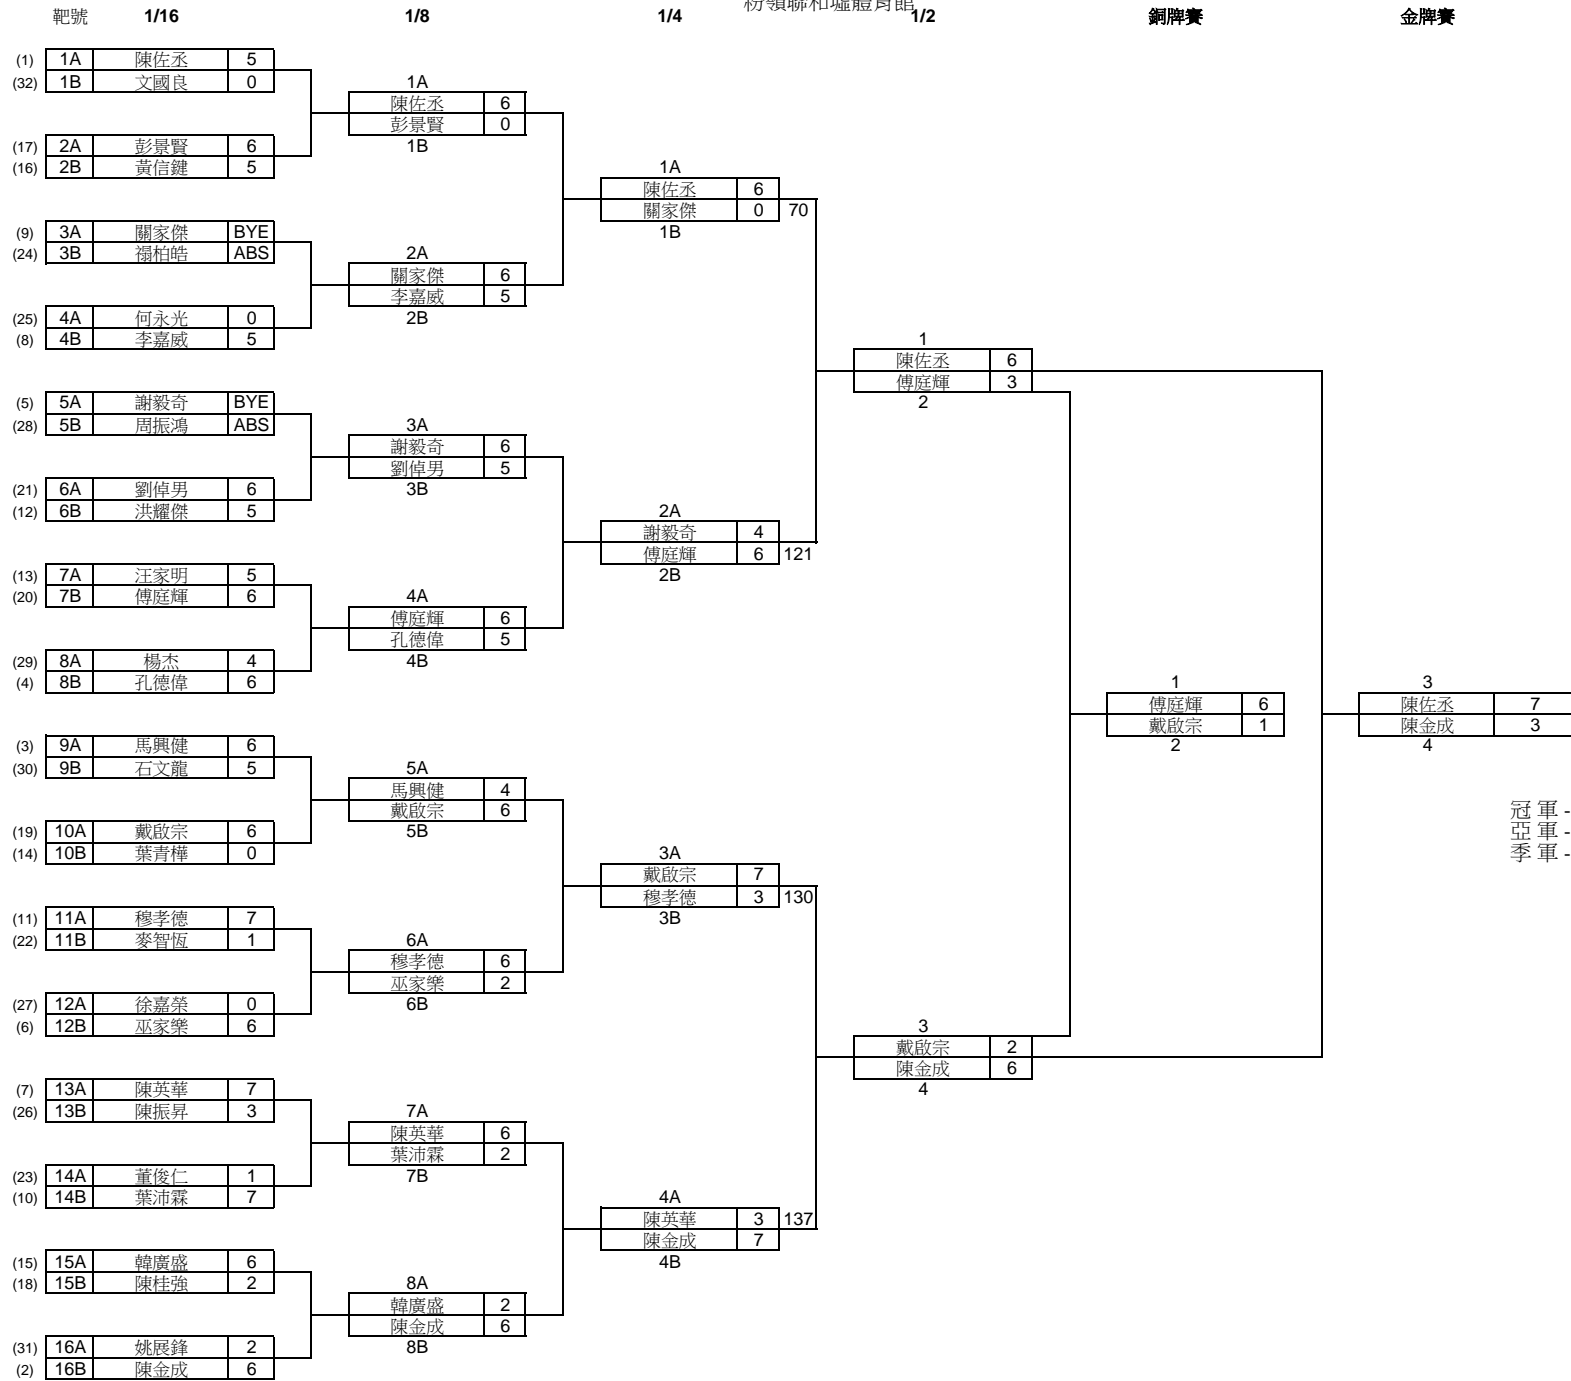 粉嶺聯和墟體育館
靶號 1/16 1/8 1/4 1/2 銅牌賽 金牌賽
(1) 1A 陳佐丞 5
(32) 1B 文國良 0
(17) 2A 彭景賢 6
(16) 2B 黃信鍵 5
(9) 3A 關家傑 BYE
(24) 3B 禤柏皓 ABS
(25) 4A 何永光 0
(8) 4B 李嘉威 5
(5) 5A 謝毅奇 BYE
(28) 5B 周振鴻 ABS
(21) 6A 劉倬男 6
(12) 6B 洪耀傑 5
(13) 7A 汪家明 5
(20) 7B 傅庭輝 6
(29) 8A 楊杰 4
(4) 8B 孔德偉 6
(3) 9A 馬興健 6
(30) 9B 石文龍 5
(19) 10A 戴啟宗 6
(14) 10B 葉青樺 0
(11) 11A 穆孝德 7
(22) 11B 麥智恆 1
(27) 12A 徐嘉榮 0
(6) 12B 巫家樂 6
(7) 13A 陳英華 7
(26) 13B 陳振昇 3
(23) 14A 董俊仁 1
(10) 14B 葉沛霖 7
(15) 15A 韓廣盛 6
(18) 15B 陳桂強 2
(31) 16A 姚展鋒 2
(2) 16B 陳金成 6
1A
陳佐丞 6
彭景賢 0
1B
2A
關家傑 6
李嘉威 5
2B
3A
謝毅奇 6
劉倬男 5
3B
4A
傅庭輝 6
孔德偉 5
4B
5A
馬興健 4
戴啟宗 6
5B
6A
穆孝德 6
巫家樂 2
6B
7A
陳英華 6
葉沛霖 2
7B
8A
韓廣盛 2
陳金成 6
8B
1A
陳佐丞 6
關家傑 0 70
1B
2A
謝毅奇 4
傅庭輝 6 121
2B
3A
戴啟宗 7
穆孝德 3 130
3B
4A
陳英華 3 137
陳金成 7
4B
1
陳佐丞 6
傅庭輝 3
2
3
戴啟宗 2
陳金成 6
4
1
傅庭輝 6
戴啟宗 1
2
3
陳佐丞 7
陳金成 3
4
冠 軍 -
亞 軍 -
季 軍 -